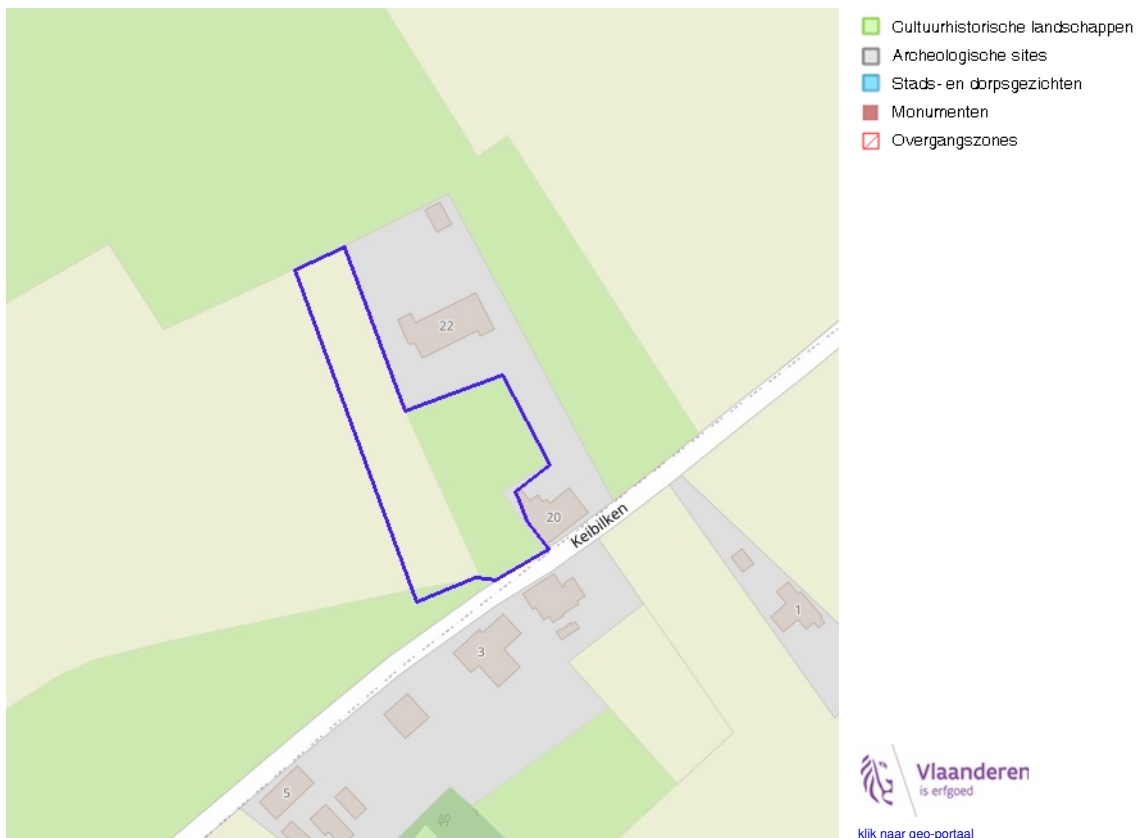 Cultuurhistorische landschappen
Archeologische sites
Stads- en dorpsgezichten
Monumenten
Overgangszones
22
20
Keibilken
1
3
5
Vlaanderen
is erfgoed
klik naar geo-portaal